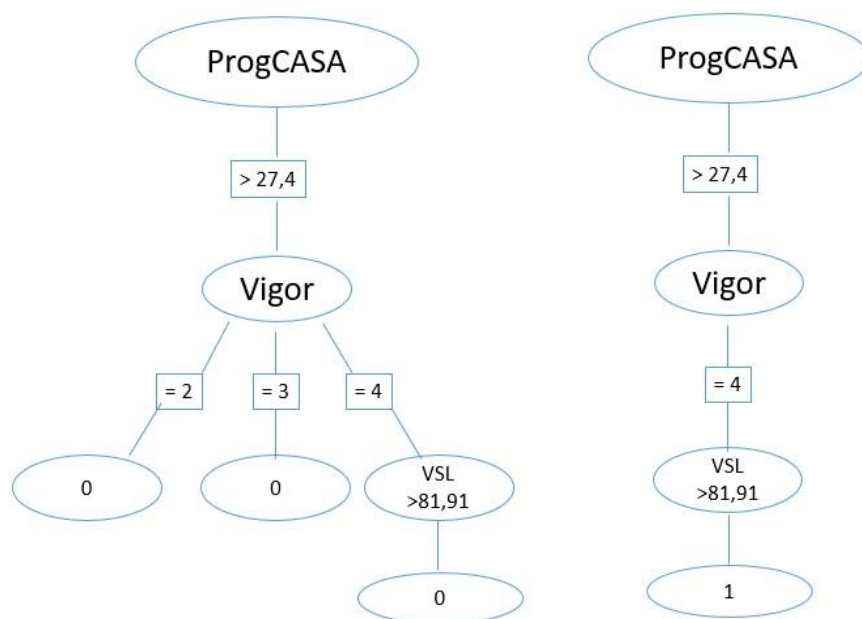 ProgCASA
> 27,4
Vigor
= 2
= 3
= 4
0
0
VSL
>81,91
0
ProgCASA
> 27,4
Vigor
= 4
VSL
>81,91
1